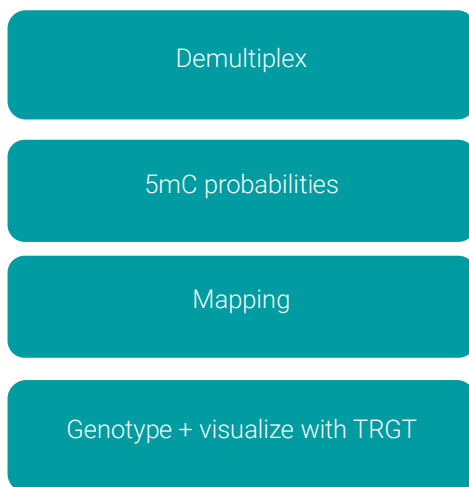 Demultiplex
5mC probabilities
Mapping
Genotype + visualize with TRGT